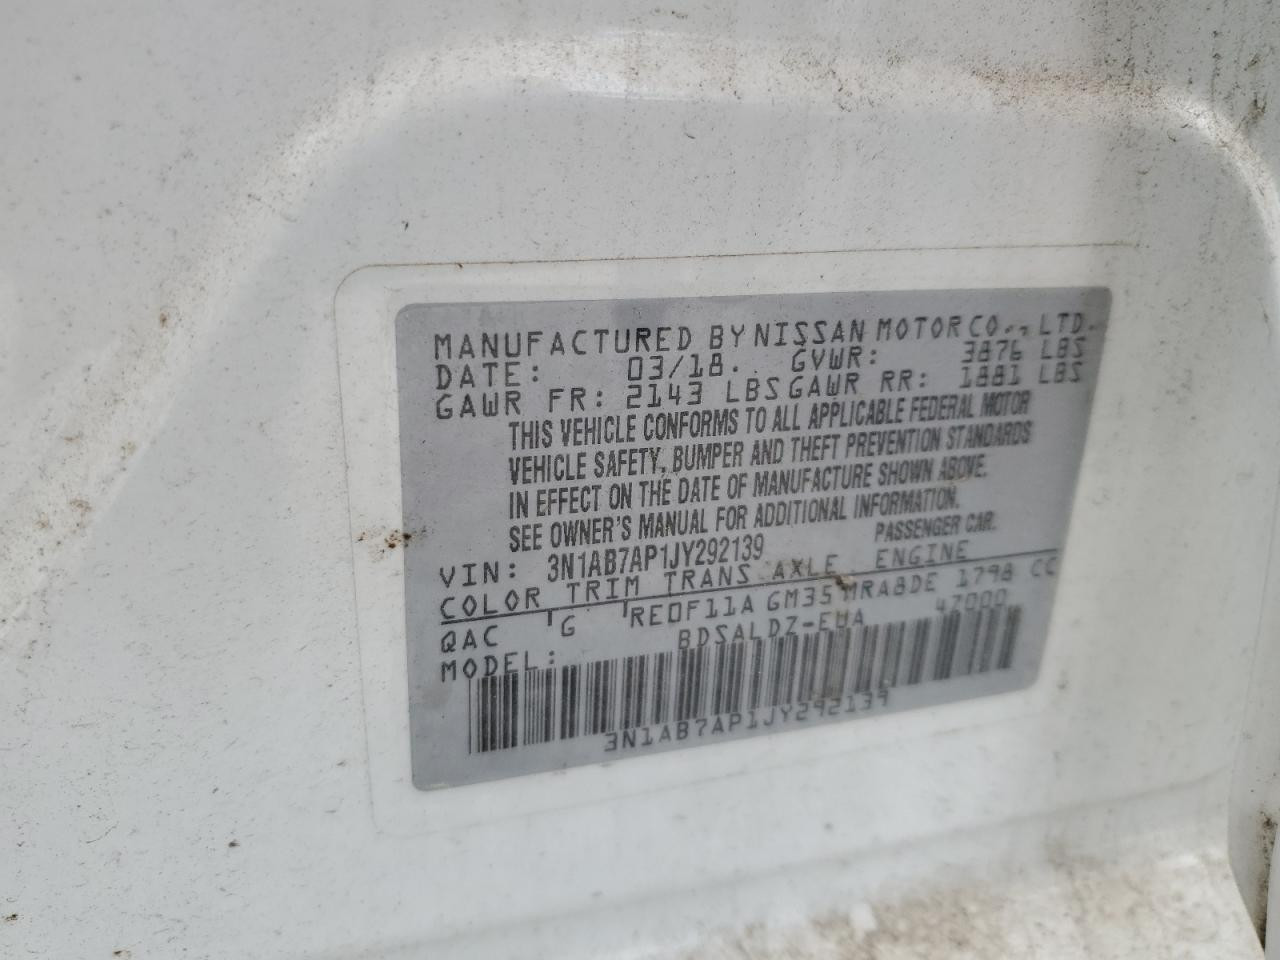 MANUFACTURED BY NISSAN MOTOR CO., LTD.
DATE: 03/18. GVWR: 3876 LBS
GAWR FR: 2143 LBS GAWR RR: 1881 LBS
THIS VEHICLE CONFORMS TO ALL APPLICABLE FEDERAL MOTOR
VEHICLE SAFETY, BUMPER AND THEFT PREVENTION STANDARDS
IN EFFECT ON THE DATE OF MANUFACTURE SHOWN ABOVE.
SEE OWNER'S MANUAL FOR ADDITIONAL INFORMATION.
PASSENGER CAR.
VIN: 3N1AB7AP1JY292139
COLOR TRIM TRANS AXLE ENGINE
QAC G RE0F11A GM35 MRA8DE 1798 CC
MODEL: BDSALDZ-EUA 47000
3N1AB7AP1JY292139